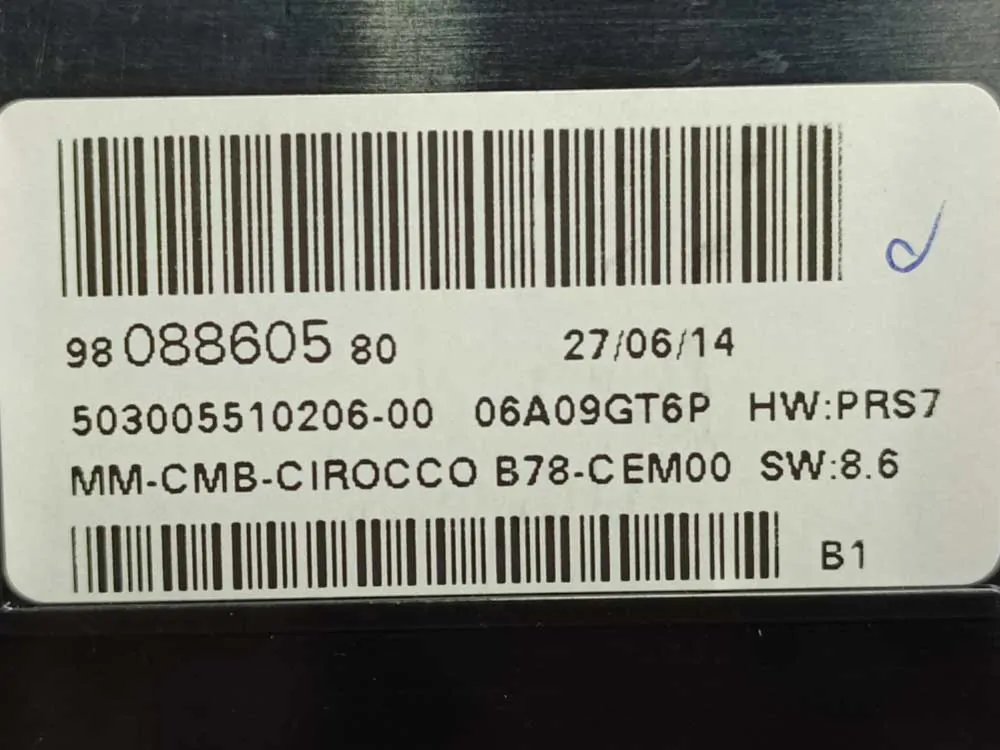 98 088605 80 27/06/14
503005510206-00 06A09GT6P HW:PRS7
MM-CMB-CIROCCO B78-CEM00 SW:8.6
B1